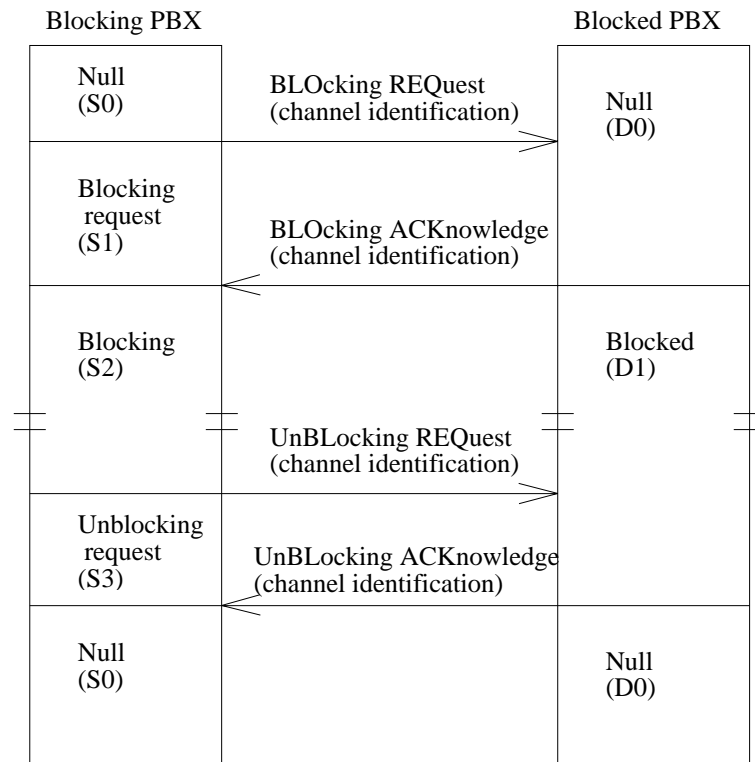 Blocking PBX
Blocked PBX
Null
(S0)
BLOcking REQuest
(channel identification)
Null
(D0)
Blocking
request
(S1)
BLOcking ACKnowledge
(channel identification)
Blocking
(S2)
Blocked
(D1)
UnBLocking REQuest
(channel identification)
Unblocking
request
(S3)
UnBLocking ACKnowledge
(channel identification)
Null
(S0)
Null
(D0)